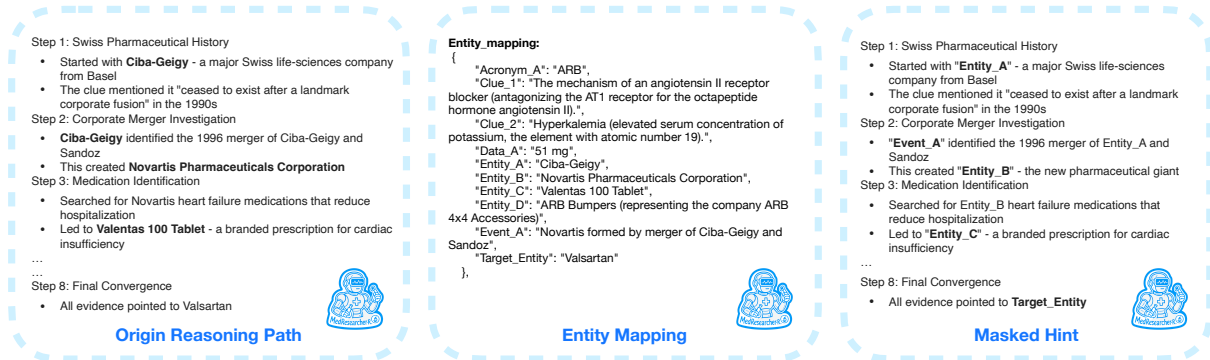 Step 1: Swiss Pharmaceutical History
• Started with Ciba-Geigy - a major Swiss life-sciences company
from Basel
• The clue mentioned it "ceased to exist after a landmark
corporate fusion" in the 1990s
Step 2: Corporate Merger Investigation
• Ciba-Geigy identified the 1996 merger of Ciba-Geigy and
Sandoz
• This created Novartis Pharmaceuticals Corporation
Step 3: Medication Identification
• Searched for Novartis heart failure medications that reduce
hospitalization
• Led to Valentas 100 Tablet - a branded prescription for cardiac
insufficiency
…
…
Step 8: Final Convergence
• All evidence pointed to Valsartan
MedResearcher
Origin Reasoning Path
Entity_mapping:
{
"Acronym_A": "ARB",
"Clue_1": "The mechanism of an angiotensin II receptor
blocker (antagonizing the AT1 receptor for the octapeptide
hormone angiotensin II).",
"Clue_2": "Hyperkalemia (elevated serum concentration of
potassium, the element with atomic number 19).",
"Data_A": "51 mg",
"Entity_A": "Ciba-Geigy",
"Entity_B": "Novartis Pharmaceuticals Corporation",
"Entity_C": "Valentas 100 Tablet",
"Entity_D": "ARB Bumpers (representing the company ARB
4x4 Accessories)",
"Event_A": "Novartis formed by merger of Ciba-Geigy and
Sandoz",
"Target_Entity": "Valsartan"
},
MedResearcher
Entity Mapping
Step 1: Swiss Pharmaceutical History
• Started with "Entity_A" - a major Swiss life-sciences
company from Basel
• The clue mentioned it "ceased to exist after a landmark
corporate fusion" in the 1990s
Step 2: Corporate Merger Investigation
• "Event_A" identified the 1996 merger of Entity_A and
Sandoz
• This created "Entity_B" - the new pharmaceutical giant
Step 3: Medication Identification
• Searched for Entity_B heart failure medications that
reduce hospitalization
• Led to "Entity_C" - a branded prescription for cardiac
insufficiency
…
Step 8: Final Convergence
• All evidence pointed to Target_Entity
MedResearcher
Masked Hint